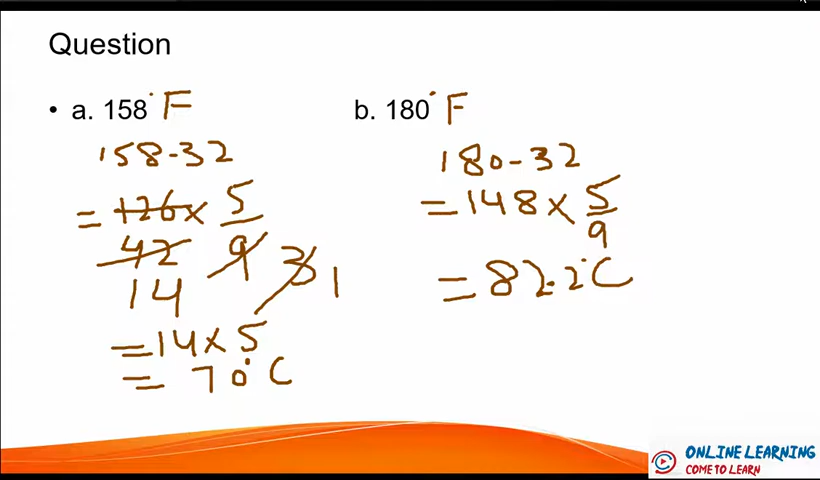 Question
• a. 158° F
158-32
= 126 x 5/9
42 3 1
14
= 14 x 5
= 70° C
b. 180° F
180-32
= 148 x 5/9
= 82.2° C
ONLINE LEARNING
COME TO LEARN